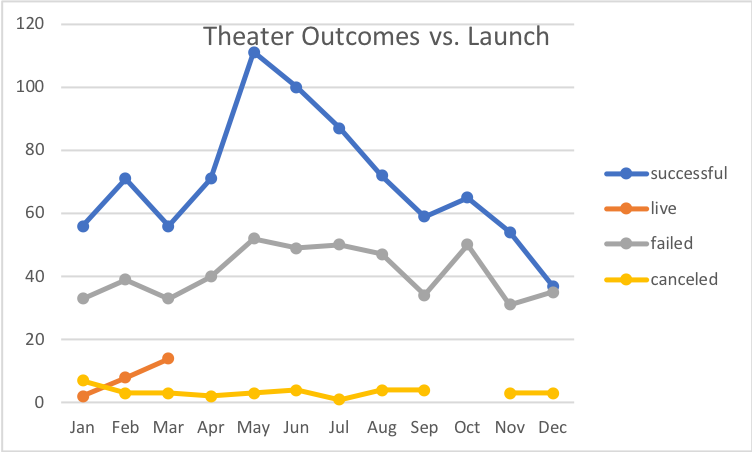 Theater Outcomes vs. Launch
120
100
80
60
40
20
0
Jan Feb Mar Apr May Jun Jul Aug Sep Oct Nov Dec
successful
live
failed
canceled